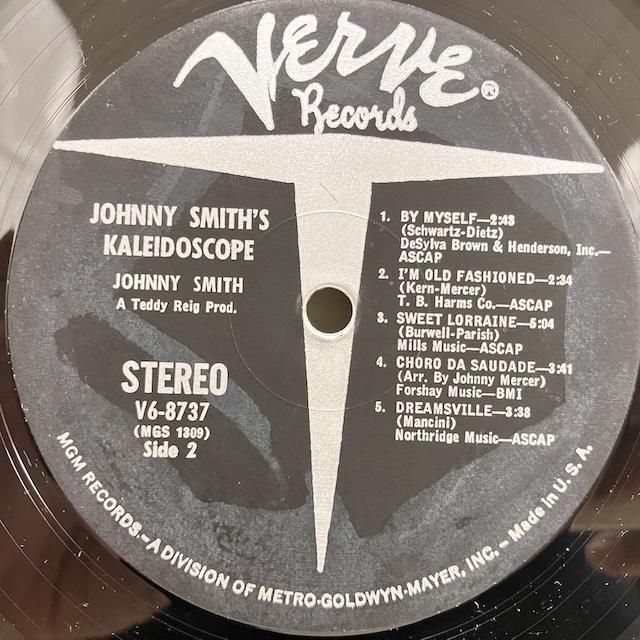 Verve®
Records
JOHNNY SMITH'S
KALEIDOSCOPE
JOHNNY SMITH
A Teddy Reig Prod.
STEREO
V6-8737
(MGS 1309)
Side 2
1. BY MYSELF—2:43
(Schwartz-Dietz)
DeSylva Brown & Henderson, Inc.—
ASCAP
2. I'M OLD FASHIONED—2:34
(Kern-Mercer)
T. B. Harms Co.—ASCAP
3. SWEET LORRAINE—5:04
(Burwell-Parish)
Mills Music—ASCAP
4. CHORO DA SAUDADE—3:41
(Arr. By Johnny Mercer)
Forshay Music—BMI
5. DREAMSVILLE—3:38
(Mancini)
Northridge Music—ASCAP
MGM RECORDS.—A DIVISION OF METRO-GOLDWYN-MAYER, INC. – Made in U. S. A.